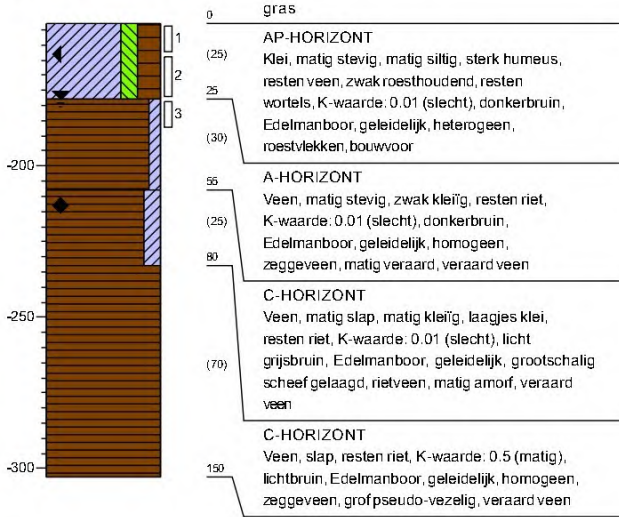 0
gras
1
2
3
(25)
25
(30)
55
(25)
80
(70)
150
-200
-250
-300
AP-HORIZONT
Klei, matig stevig, matig siltig, sterk humeus,
resten veen, zwak roesthoudend, resten
wortels, K-waarde: 0.01 (slecht), donkerbruin,
Edelmanboor, geleidelijk, heterogeen,
roestvlekken, bouwvoor
A-HORIZONT
Veen, matig stevig, zwak kleiïg, resten riet,
K-waarde: 0.01 (slecht), donkerbruin,
Edelmanboor, geleidelijk, homogeen,
zeggeveen, matig veraard, veraard veen
C-HORIZONT
Veen, matig slap, matig kleiïg, laagjes klei,
resten riet, K-waarde: 0.01 (slecht), licht
grijsbruin, Edelmanboor, geleidelijk, grootschalig
scheef gelaagd, rietveen, matig amorf, veraard
veen
C-HORIZONT
Veen, slap, resten riet, K-waarde: 0.5 (matig),
lichtbruin, Edelmanboor, geleidelijk, homogeen,
zeggeveen, grof pseudo-vezelig, veraard veen